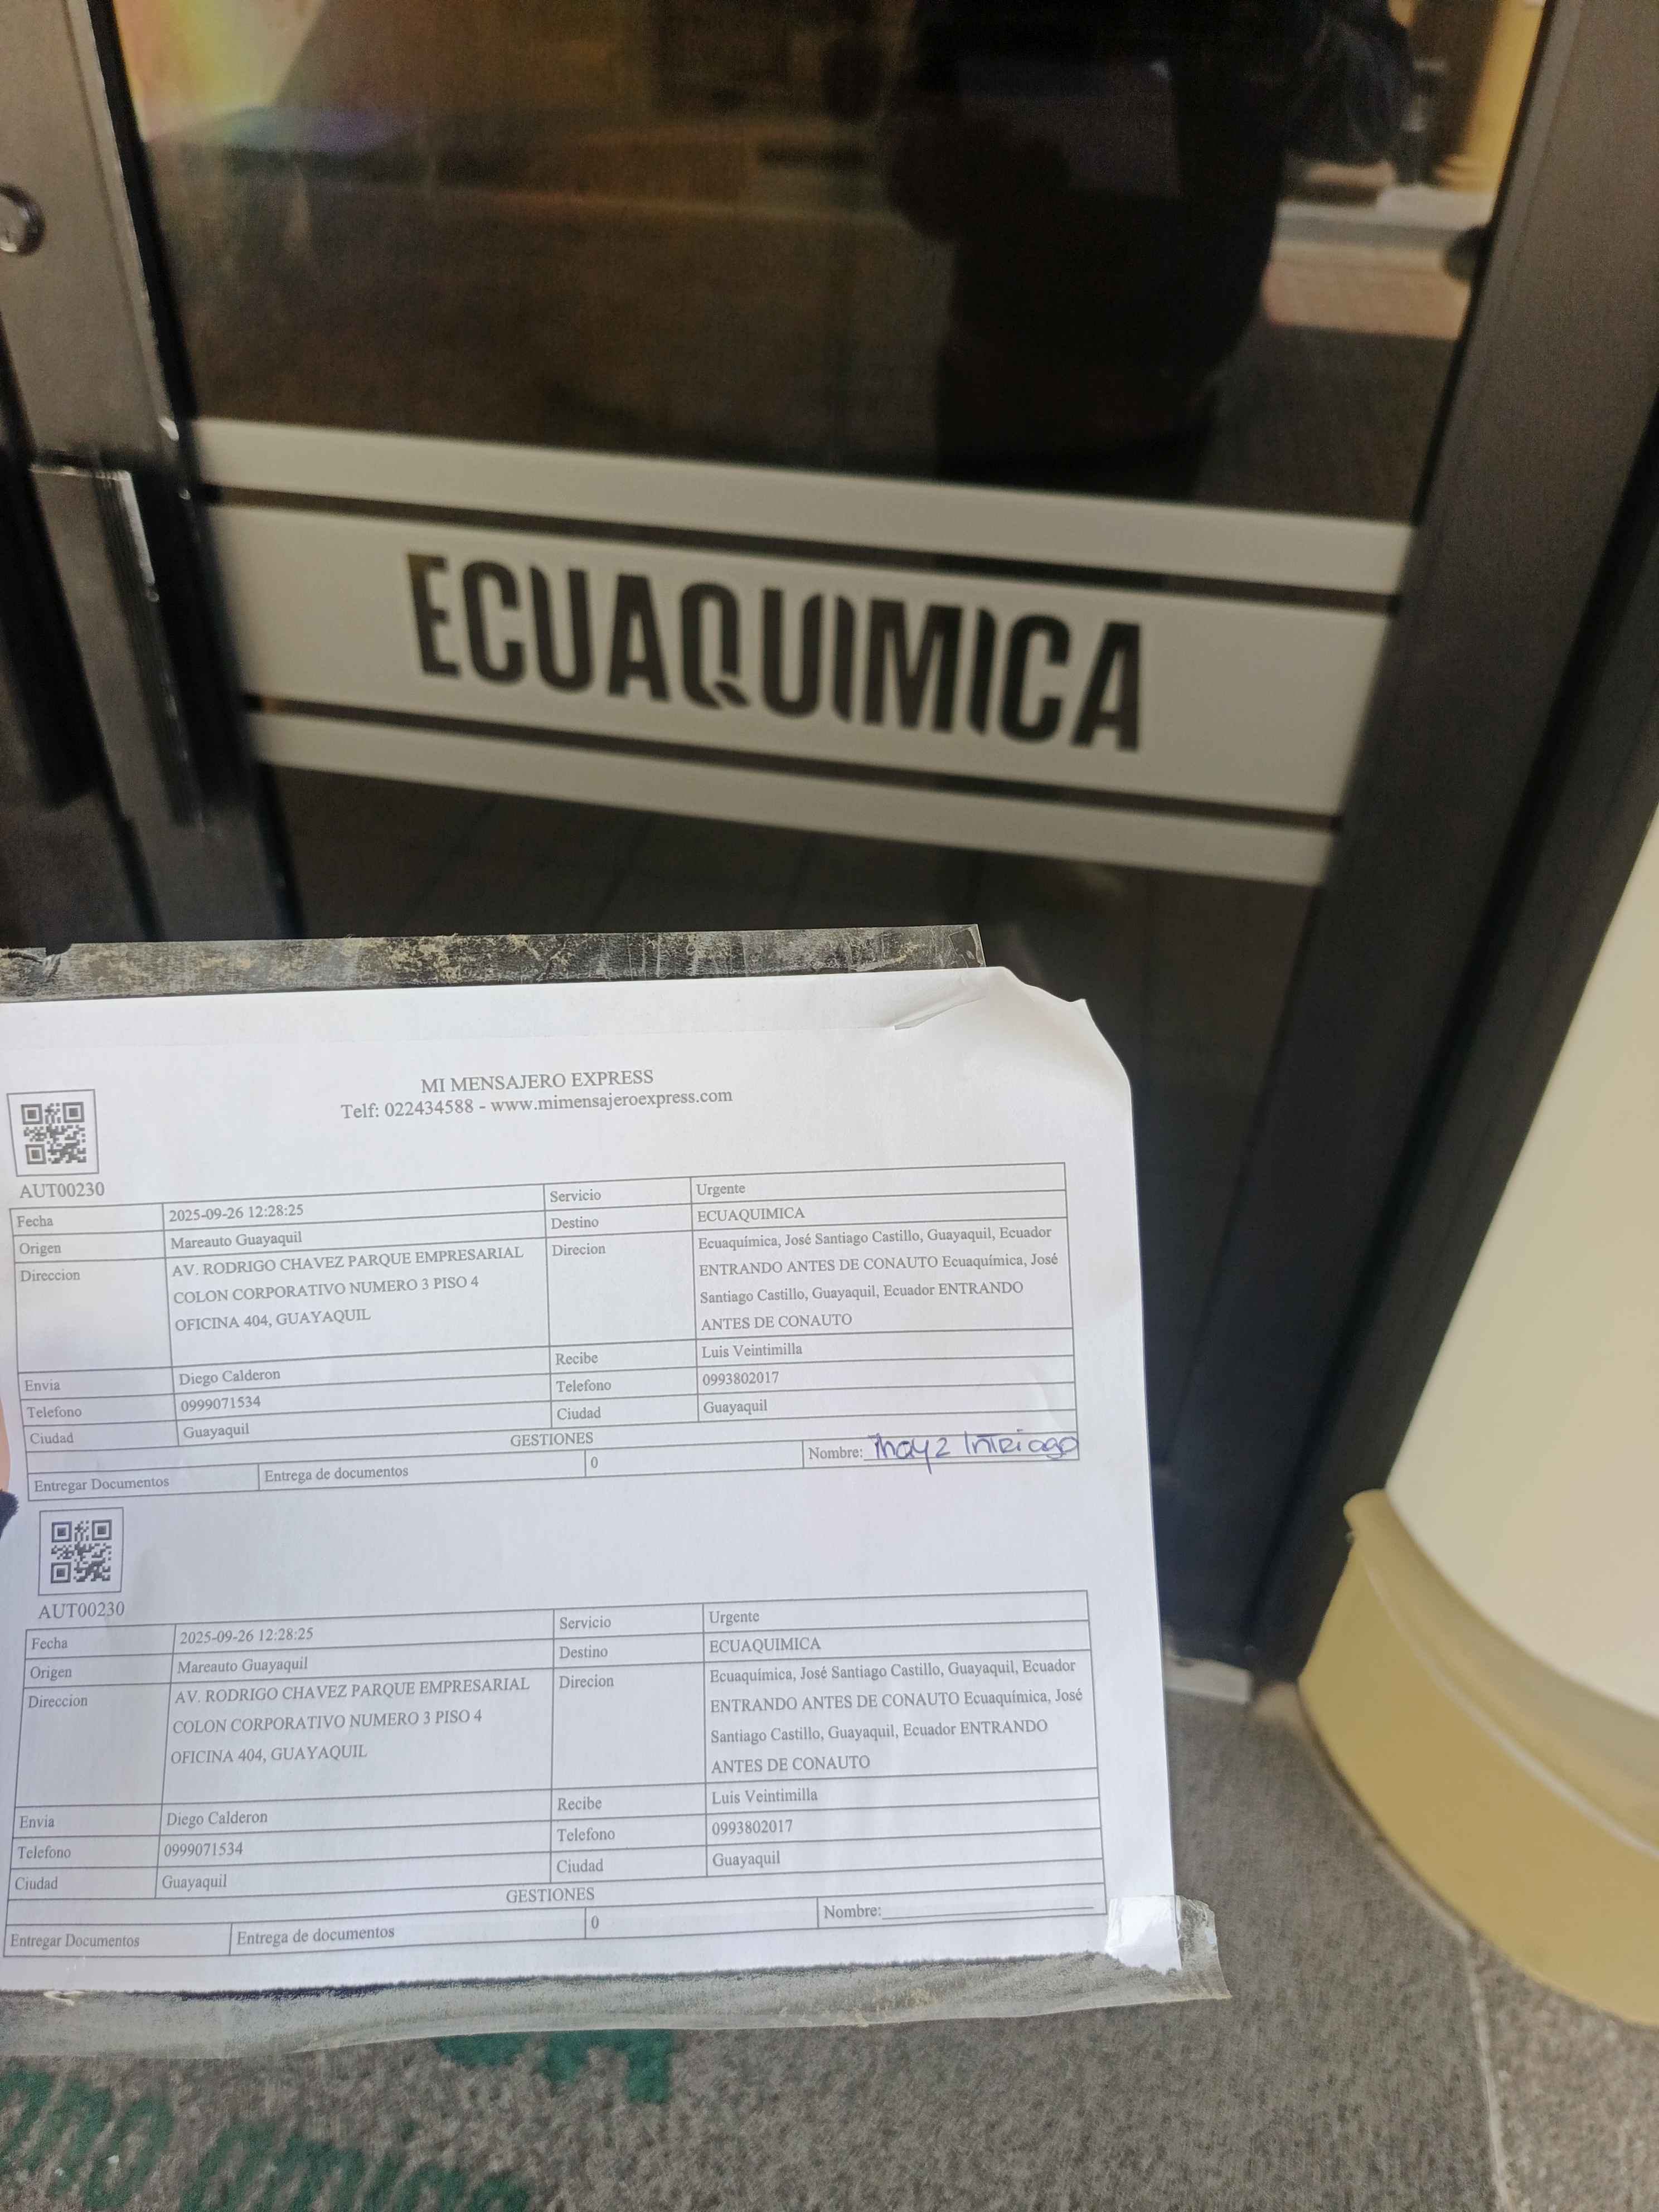 ECUAQUIMICA
MI MENSAJERO EXPRESS
Telf: 022434588 - www.mimensajeroexpress.com
AUT00230
Fecha 2025-09-26 12:28:25 Servicio Urgente
Origen Mareauto Guayaquil Destino ECUAQUIMICA
Direccion AV. RODRIGO CHAVEZ PARQUE EMPRESARIAL Direcion Ecuaquímica, José Santiago Castillo, Guayaquil, Ecuador
COLON CORPORATIVO NUMERO 3 PISO 4 ENTRANDO ANTES DE CONAUTO Ecuaquímica, José
OFICINA 404, GUAYAQUIL Santiago Castillo, Guayaquil, Ecuador ENTRANDO
ANTES DE CONAUTO
Envia Diego Calderon Recibe Luis Veintimilla
Telefono 0999071534 Telefono 0993802017
Ciudad Guayaquil Ciudad Guayaquil
GESTIONES
Entregar Documentos Entrega de documentos 0 Nombre: Thayz Intriago
AUT00230
Fecha 2025-09-26 12:28:25 Servicio Urgente
Origen Mareauto Guayaquil Destino ECUAQUIMICA
Direccion AV. RODRIGO CHAVEZ PARQUE EMPRESARIAL Direcion Ecuaquímica, José Santiago Castillo, Guayaquil, Ecuador
COLON CORPORATIVO NUMERO 3 PISO 4 ENTRANDO ANTES DE CONAUTO Ecuaquímica, José
OFICINA 404, GUAYAQUIL Santiago Castillo, Guayaquil, Ecuador ENTRANDO
ANTES DE CONAUTO
Envia Diego Calderon Recibe Luis Veintimilla
Telefono 0999071534 Telefono 0993802017
Ciudad Guayaquil Ciudad Guayaquil
GESTIONES
Entregar Documentos Entrega de documentos 0 Nombre: